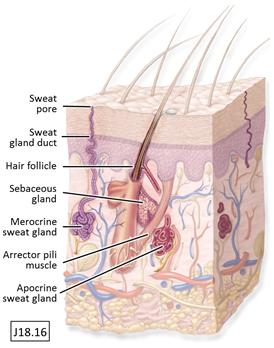 Sweat
pore
Sweat
gland duct
Hair follicle
Sebaceous
gland
Merocrine
sweat gland
Arrector pili
muscle
Apocrine
sweat gland
J18.16